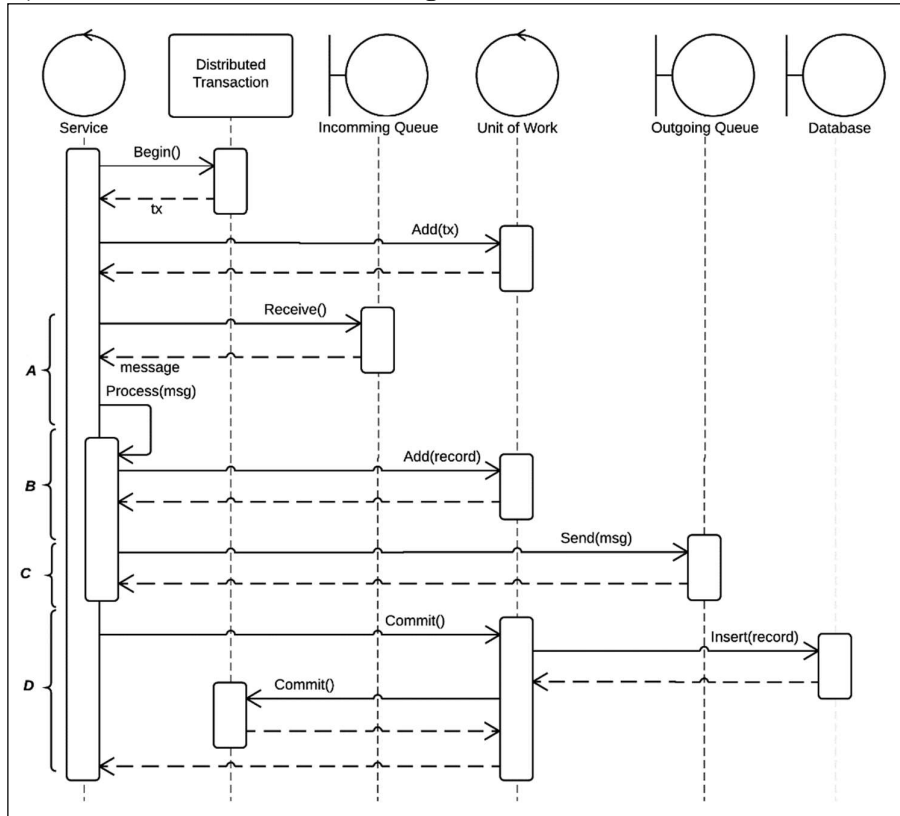 Distributed
Transaction
Service
Incomming Queue
Unit of Work
Outgoing Queue
Database
Begin()
tx
Add(tx)
Receive()
A
message
Process(msg)
Add(record)
B
Send(msg)
C
Commit()
Insert(record)
D
Commit()